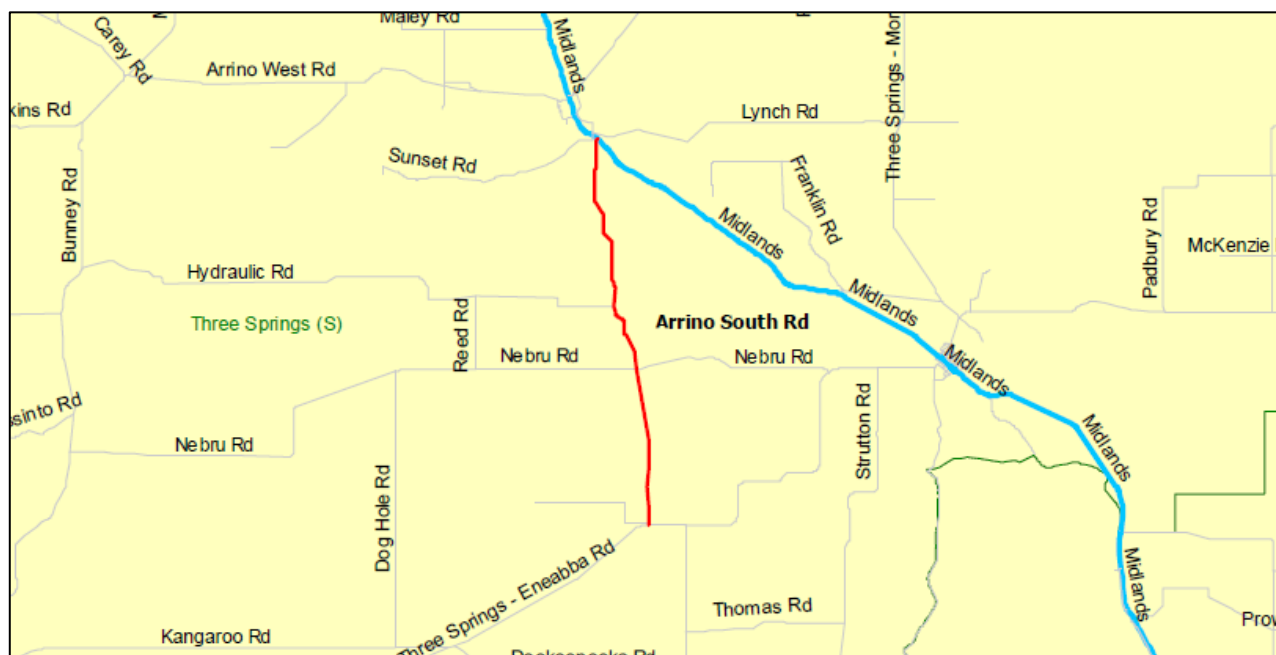 Maley Rd
Carey Rd
Midlands
Arrino West Rd
kins Rd
Lynch Rd
Three Springs - Mor
Sunset Rd
Franklin Rd
Bunney Rd
Midlands
Padbury Rd
McKenzie
Hydraulic Rd
Midlands
Three Springs (S)
Reed Rd
Arrino South Rd
Nebru Rd
Nebru Rd
Midlands
Strutton Rd
ssinto Rd
Nebru Rd
Midlands
Dog Hole Rd
Three Springs - Eneabba Rd
Midlands
Thomas Rd
Prow
Kangaroo Rd